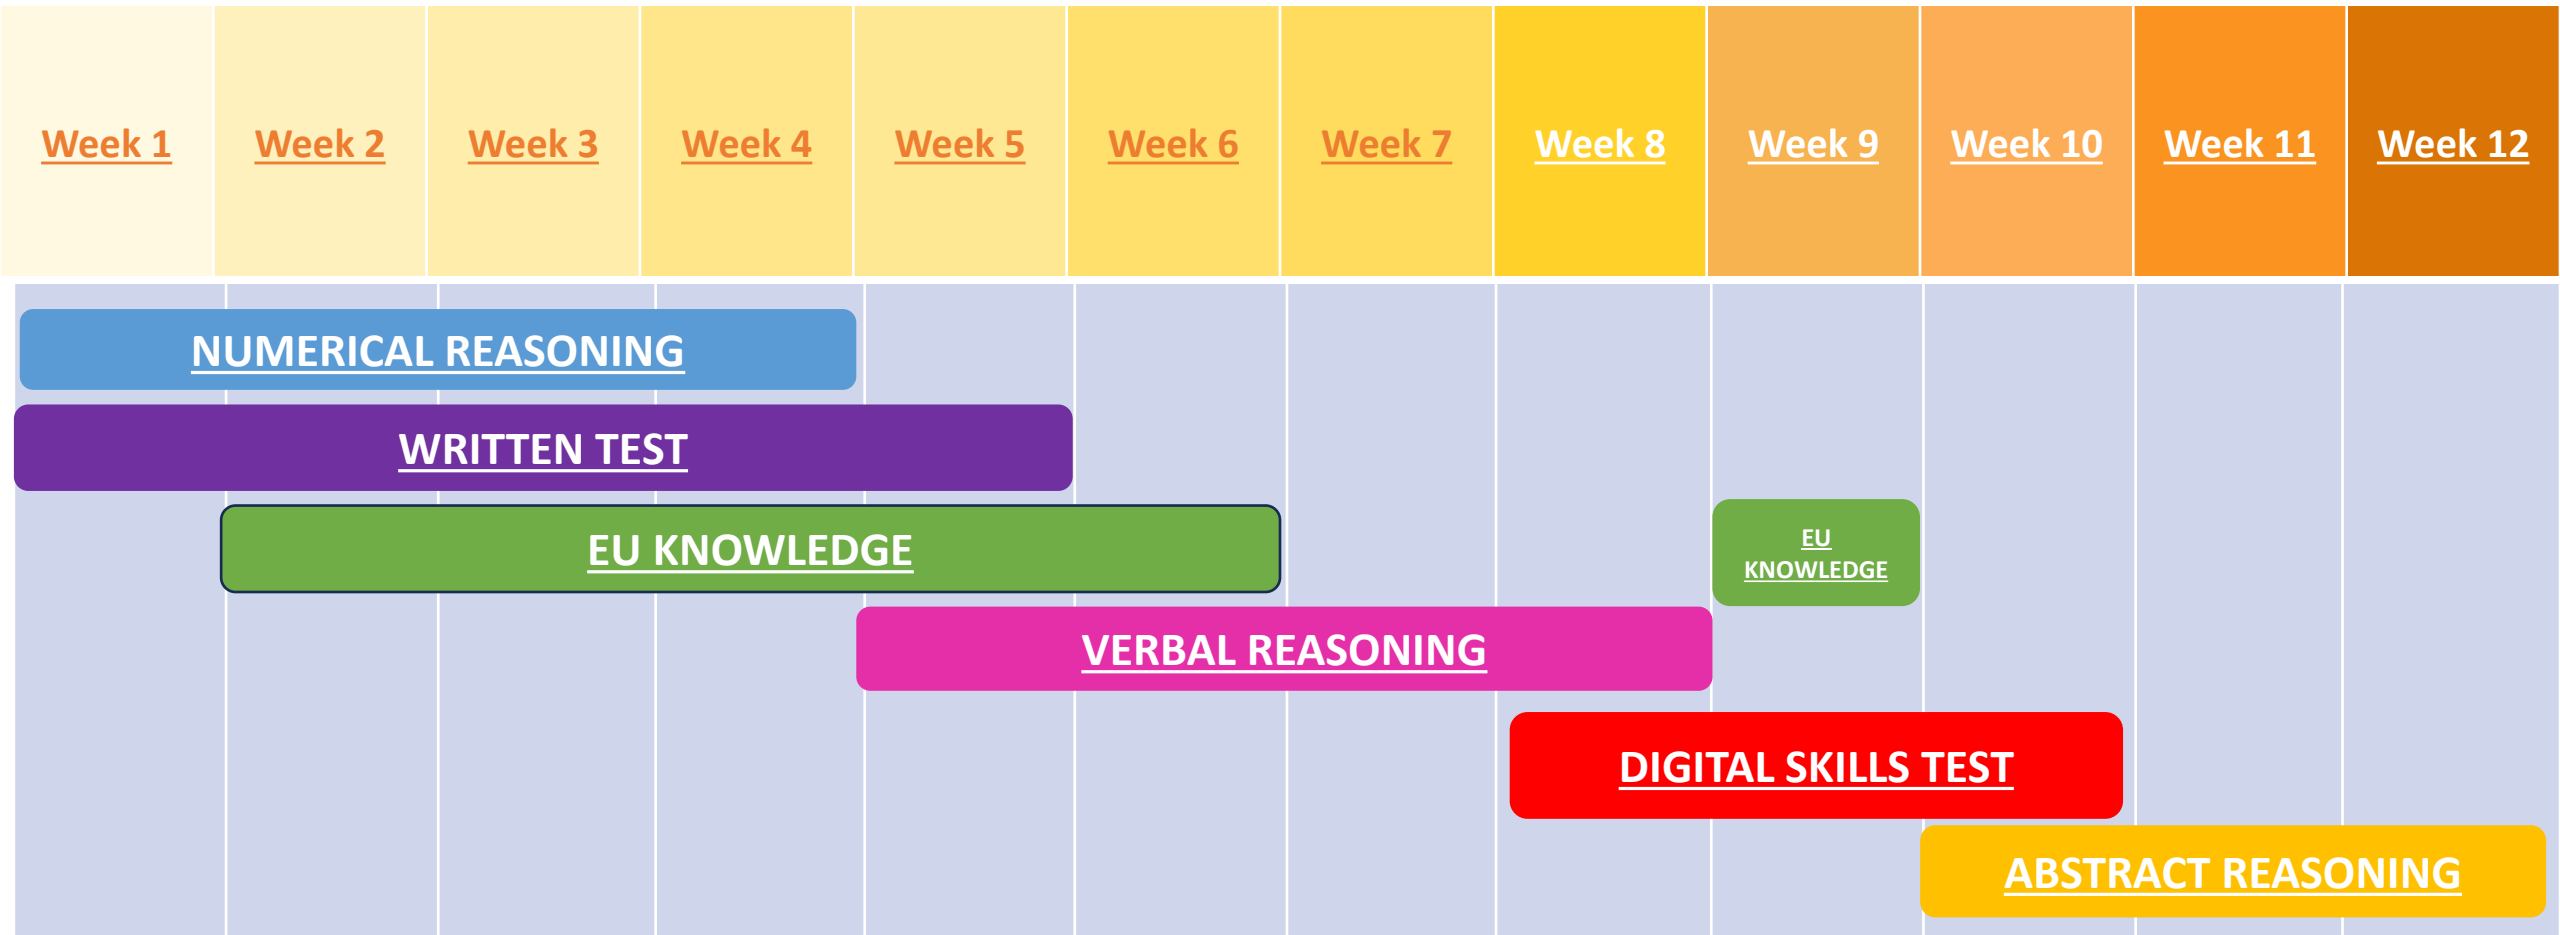 Week 1
Week 2
Week 3
Week 4
Week 5
Week 6
Week 7
Week 8
Week 9
Week 10
Week 11
Week 12
NUMERICAL REASONING
WRITTEN TEST
EU KNOWLEDGE
EU
KNOWLEDGE
VERBAL REASONING
DIGITAL SKILLS TEST
ABSTRACT REASONING